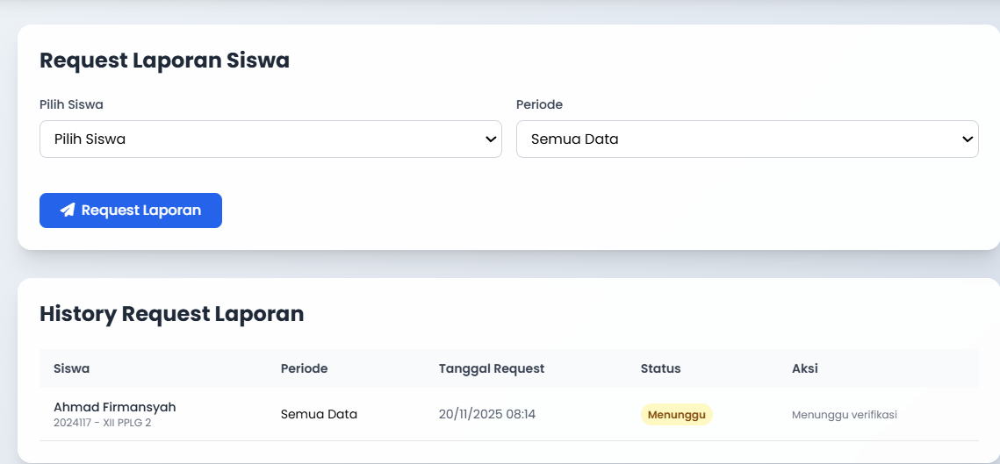 Request Laporan Siswa
Pilih Siswa Periode
Pilih Siswa Semua Data
Request Laporan
History Request Laporan
Siswa Periode Tanggal Request Status Aksi
Ahmad Firmansyah
2024117 - XII PPLG 2
Semua Data 20/11/2025 08:14 Menunggu Menunggu verifikasi